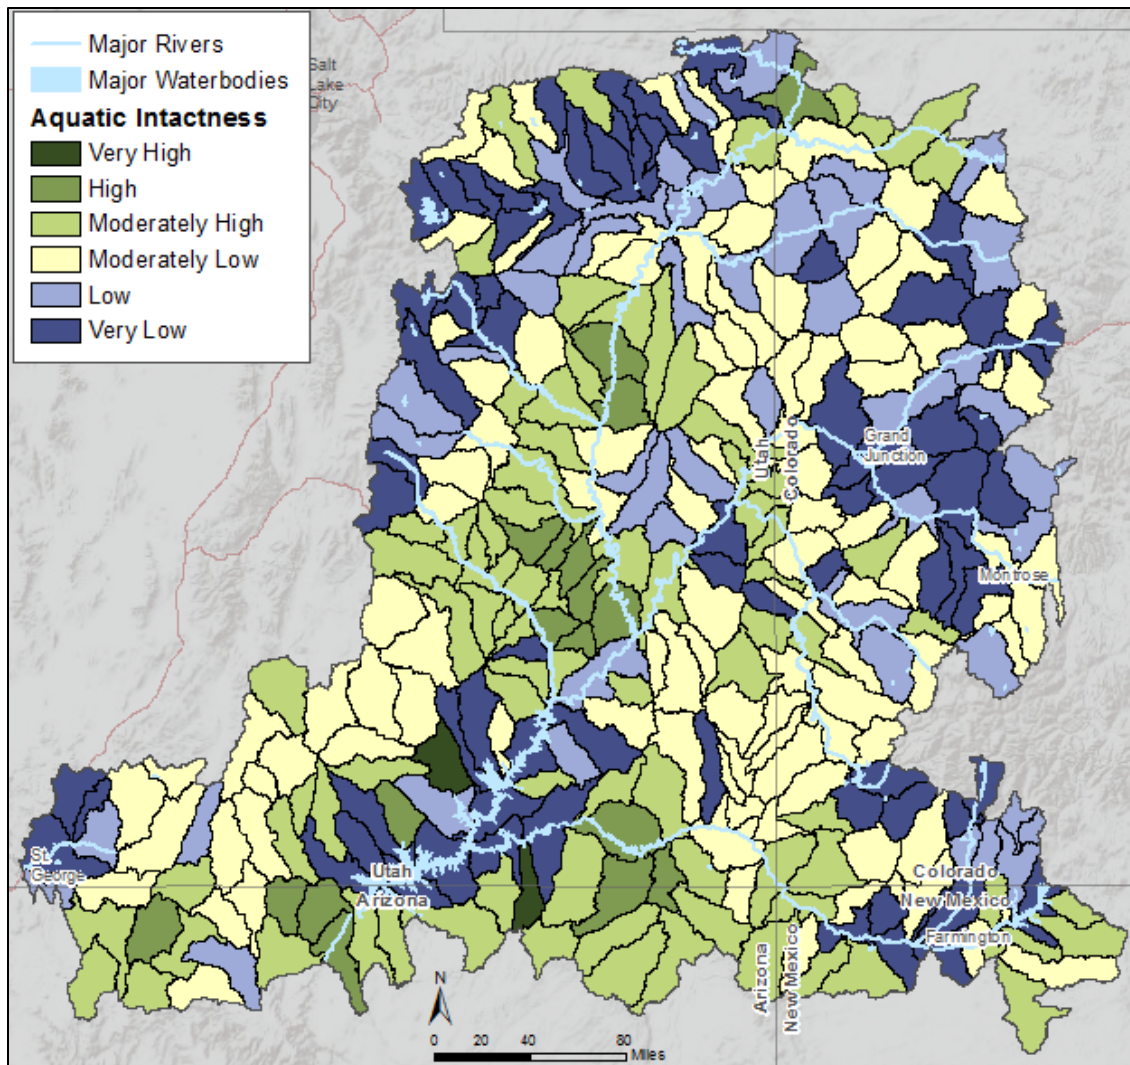 Major Rivers
Major Waterbodies
Aquatic Intactness
Very High
High
Moderately High
Moderately Low
Low
Very Low
Salt
Lake
City
Utah
Colorado
Grand
Junction
Montrose
St.
George
Utah
Arizona
Colorado
New Mexico
Farmington
Arizona
New Mexico
N
0 20 40 80
Miles